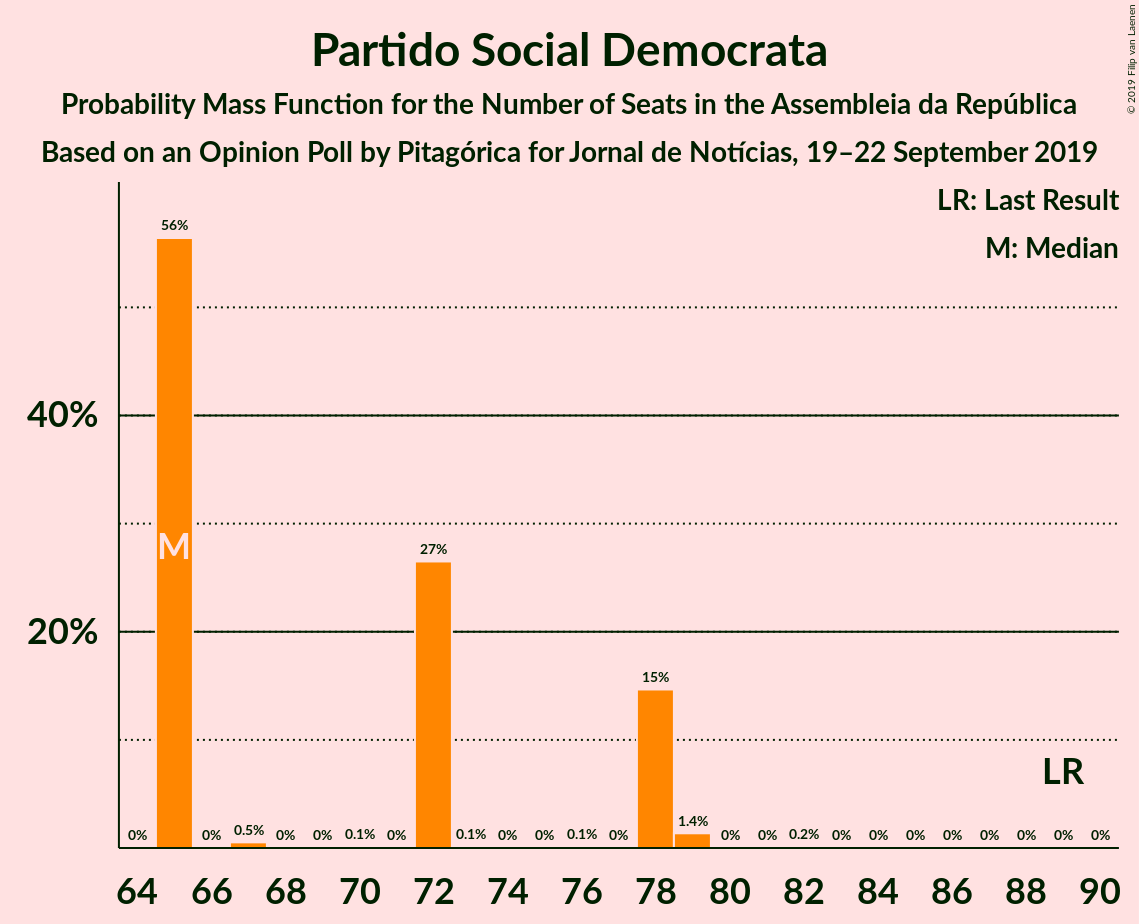 Partido Social Democrata
Probability Mass Function for the Number of Seats in the Assembleia da República
Based on an Opinion Poll by Pitagórica for Jornal de Notícias, 19–22 September 2019
© 2019 Filip van Laenen
LR: Last Result
M: Median
56%
40%
M
27%
20%
15%
LR
0% 0% 0.5% 0% 0% 0.1% 0% 0.1% 0% 0% 0.1% 0% 1.4% 0% 0% 0.2% 0% 0% 0% 0% 0% 0% 0% 0%
64 66 68 70 72 74 76 78 80 82 84 86 88 90